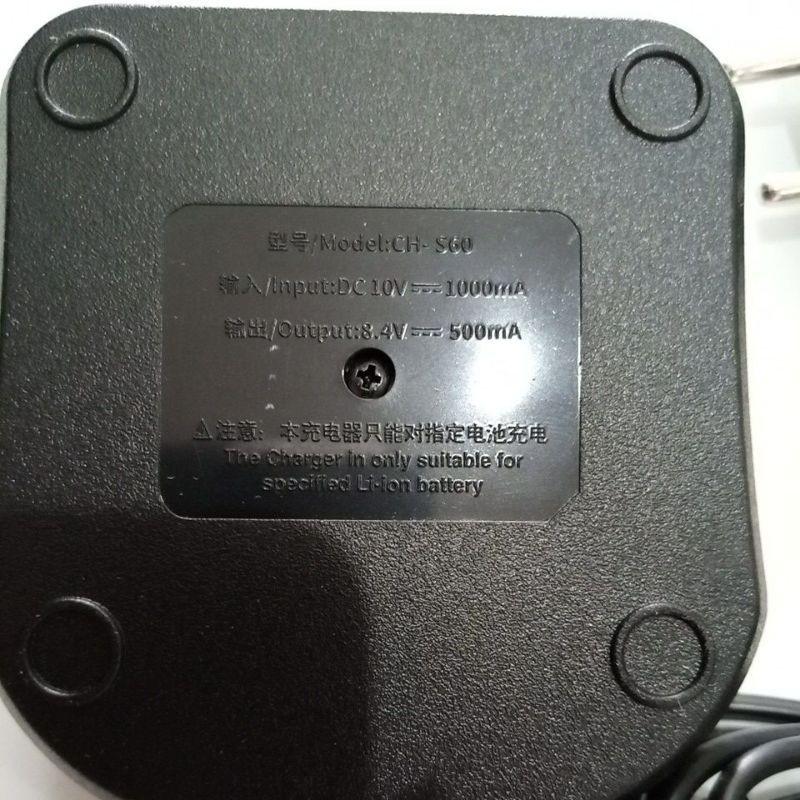 型号/Model:CH- S60
输入/Input:DC10V⎓1000mA
输出/Output:8.4V⎓500mA
⚠注意: 本充电器只能对指定电池充电
The Charger in only suitable for
specified Li-ion battery